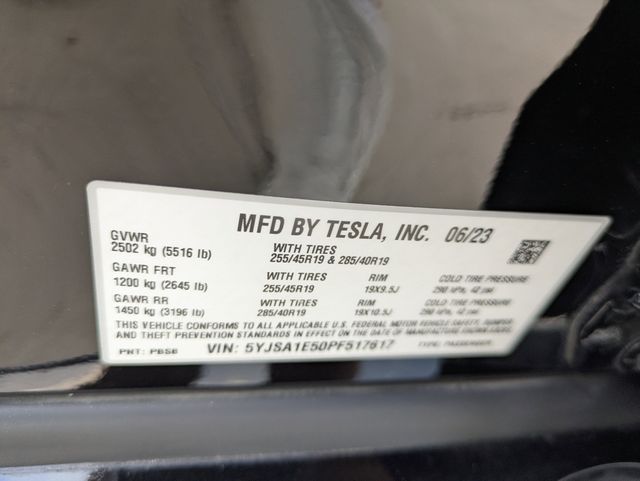 MFD BY TESLA, INC. 06/23
GVWR
2502 kg (5516 lb)
WITH TIRES
255/45R19 & 285/40R19
GAWR FRT
1200 kg (2645 lb)
WITH TIRES
255/45R19
RIM
19X9.5J
COLD TIRE PRESSURE
290 kPa, 42 psi
GAWR RR
1450 kg (3196 lb)
WITH TIRES
285/40R19
RIM
COLD TIRE PRESSURE
290 kPa, 42 psi
THIS VEHICLE CONFORMS TO ALL APPLICABLE U.S. FEDERAL MOTOR VEHICLE SAFETY, BUMPER
AND THEFT PREVENTION STANDARDS IN EFFECT ON THE DATE OF MANUFACTURE SHOWN ABOVE.
PNT: PBSB VIN: 5YJSA1E50PF517617 TYPE: PASSENGER